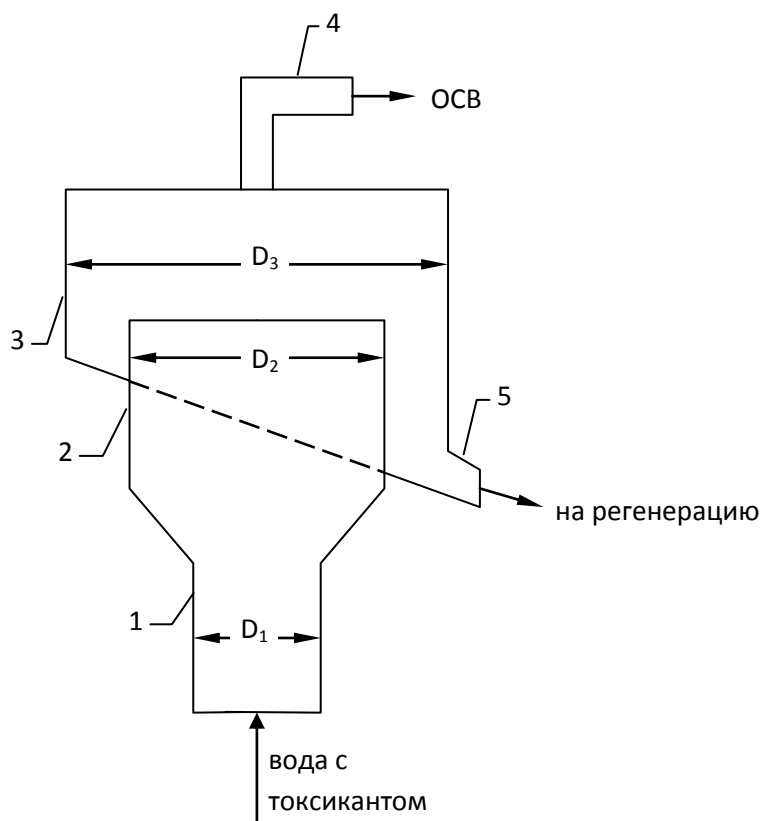 4
ОСВ
D₃
3
D₂
5
2
на регенерацию
1
D₁
вода с
токсикантом